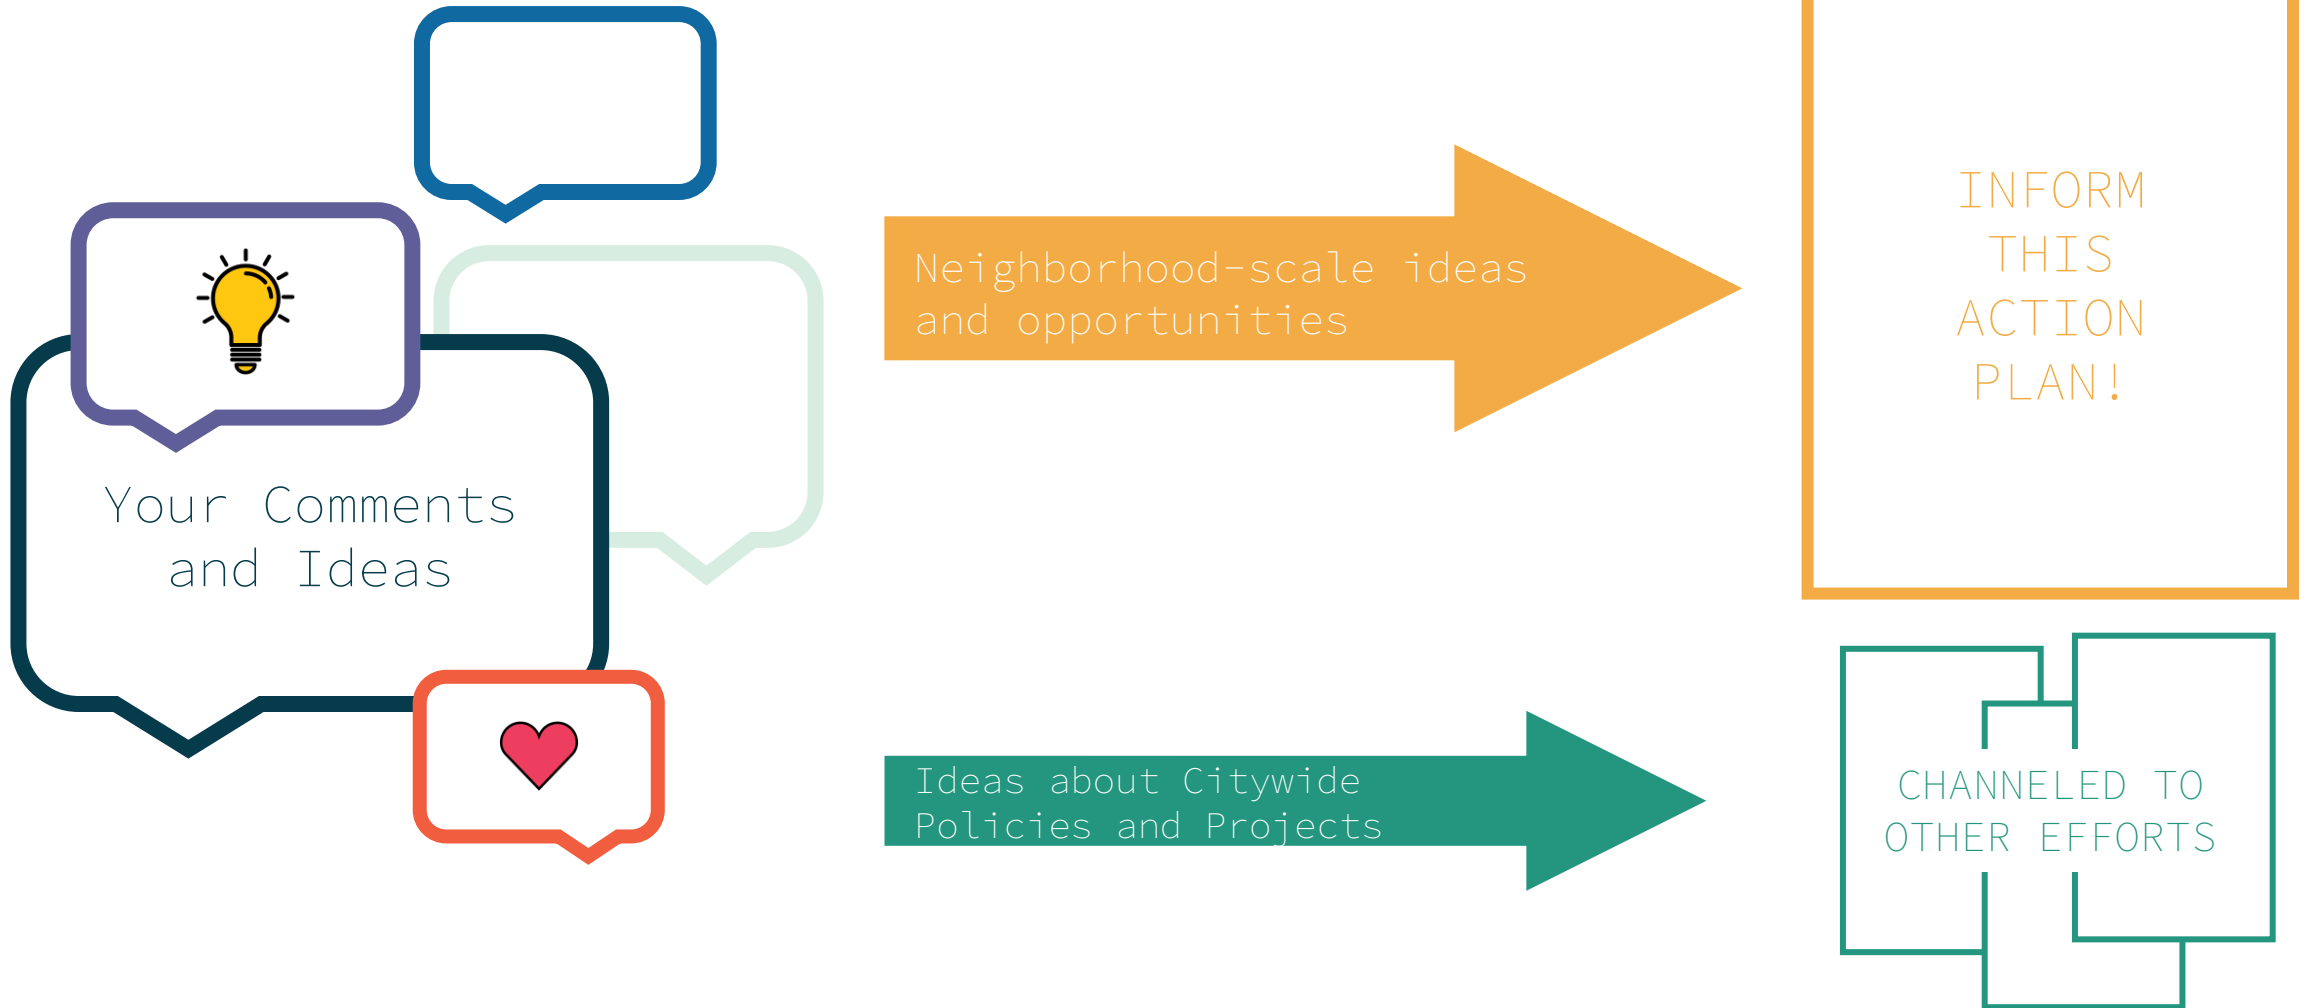 Your Comments
and Ideas
Neighborhood-scale ideas
and opportunities
INFORM
THIS
ACTION
PLAN!
Ideas about Citywide
Policies and Projects
CHANNELED TO
OTHER EFFORTS